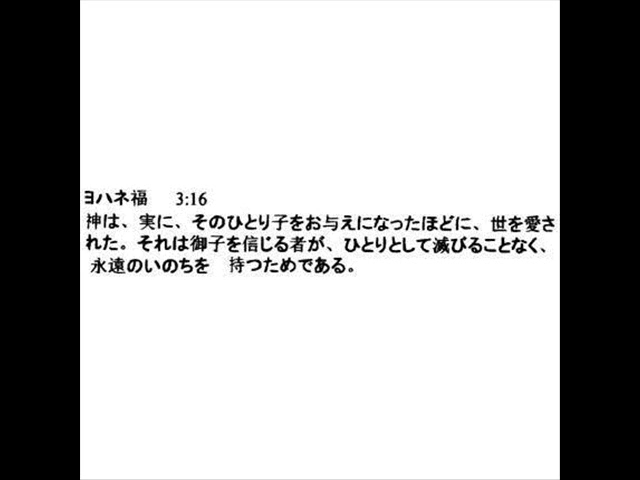 ヨハネ福　3:16
神は、実に、そのひとり子をお与えになったほどに、世を愛さ
れた。それは御子を信じる者が、ひとりとして滅びることなく、
永遠のいのちを　持つためである。